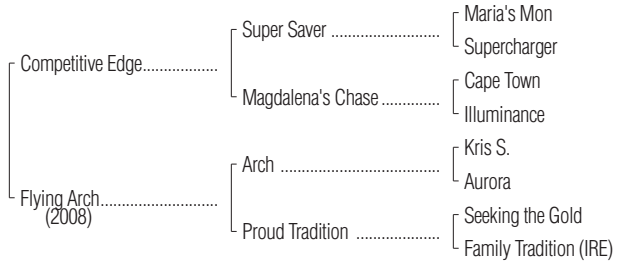 Maria's Mon
Super Saver ......................
Supercharger
Competitive Edge..................
Cape Town
Magdalena's Chase ..............
Illuminance
Kris S.
Arch .................................
Aurora
Flying Arch............................
(2008)
Seeking the Gold
Proud Tradition ....................
Family Tradition (IRE)